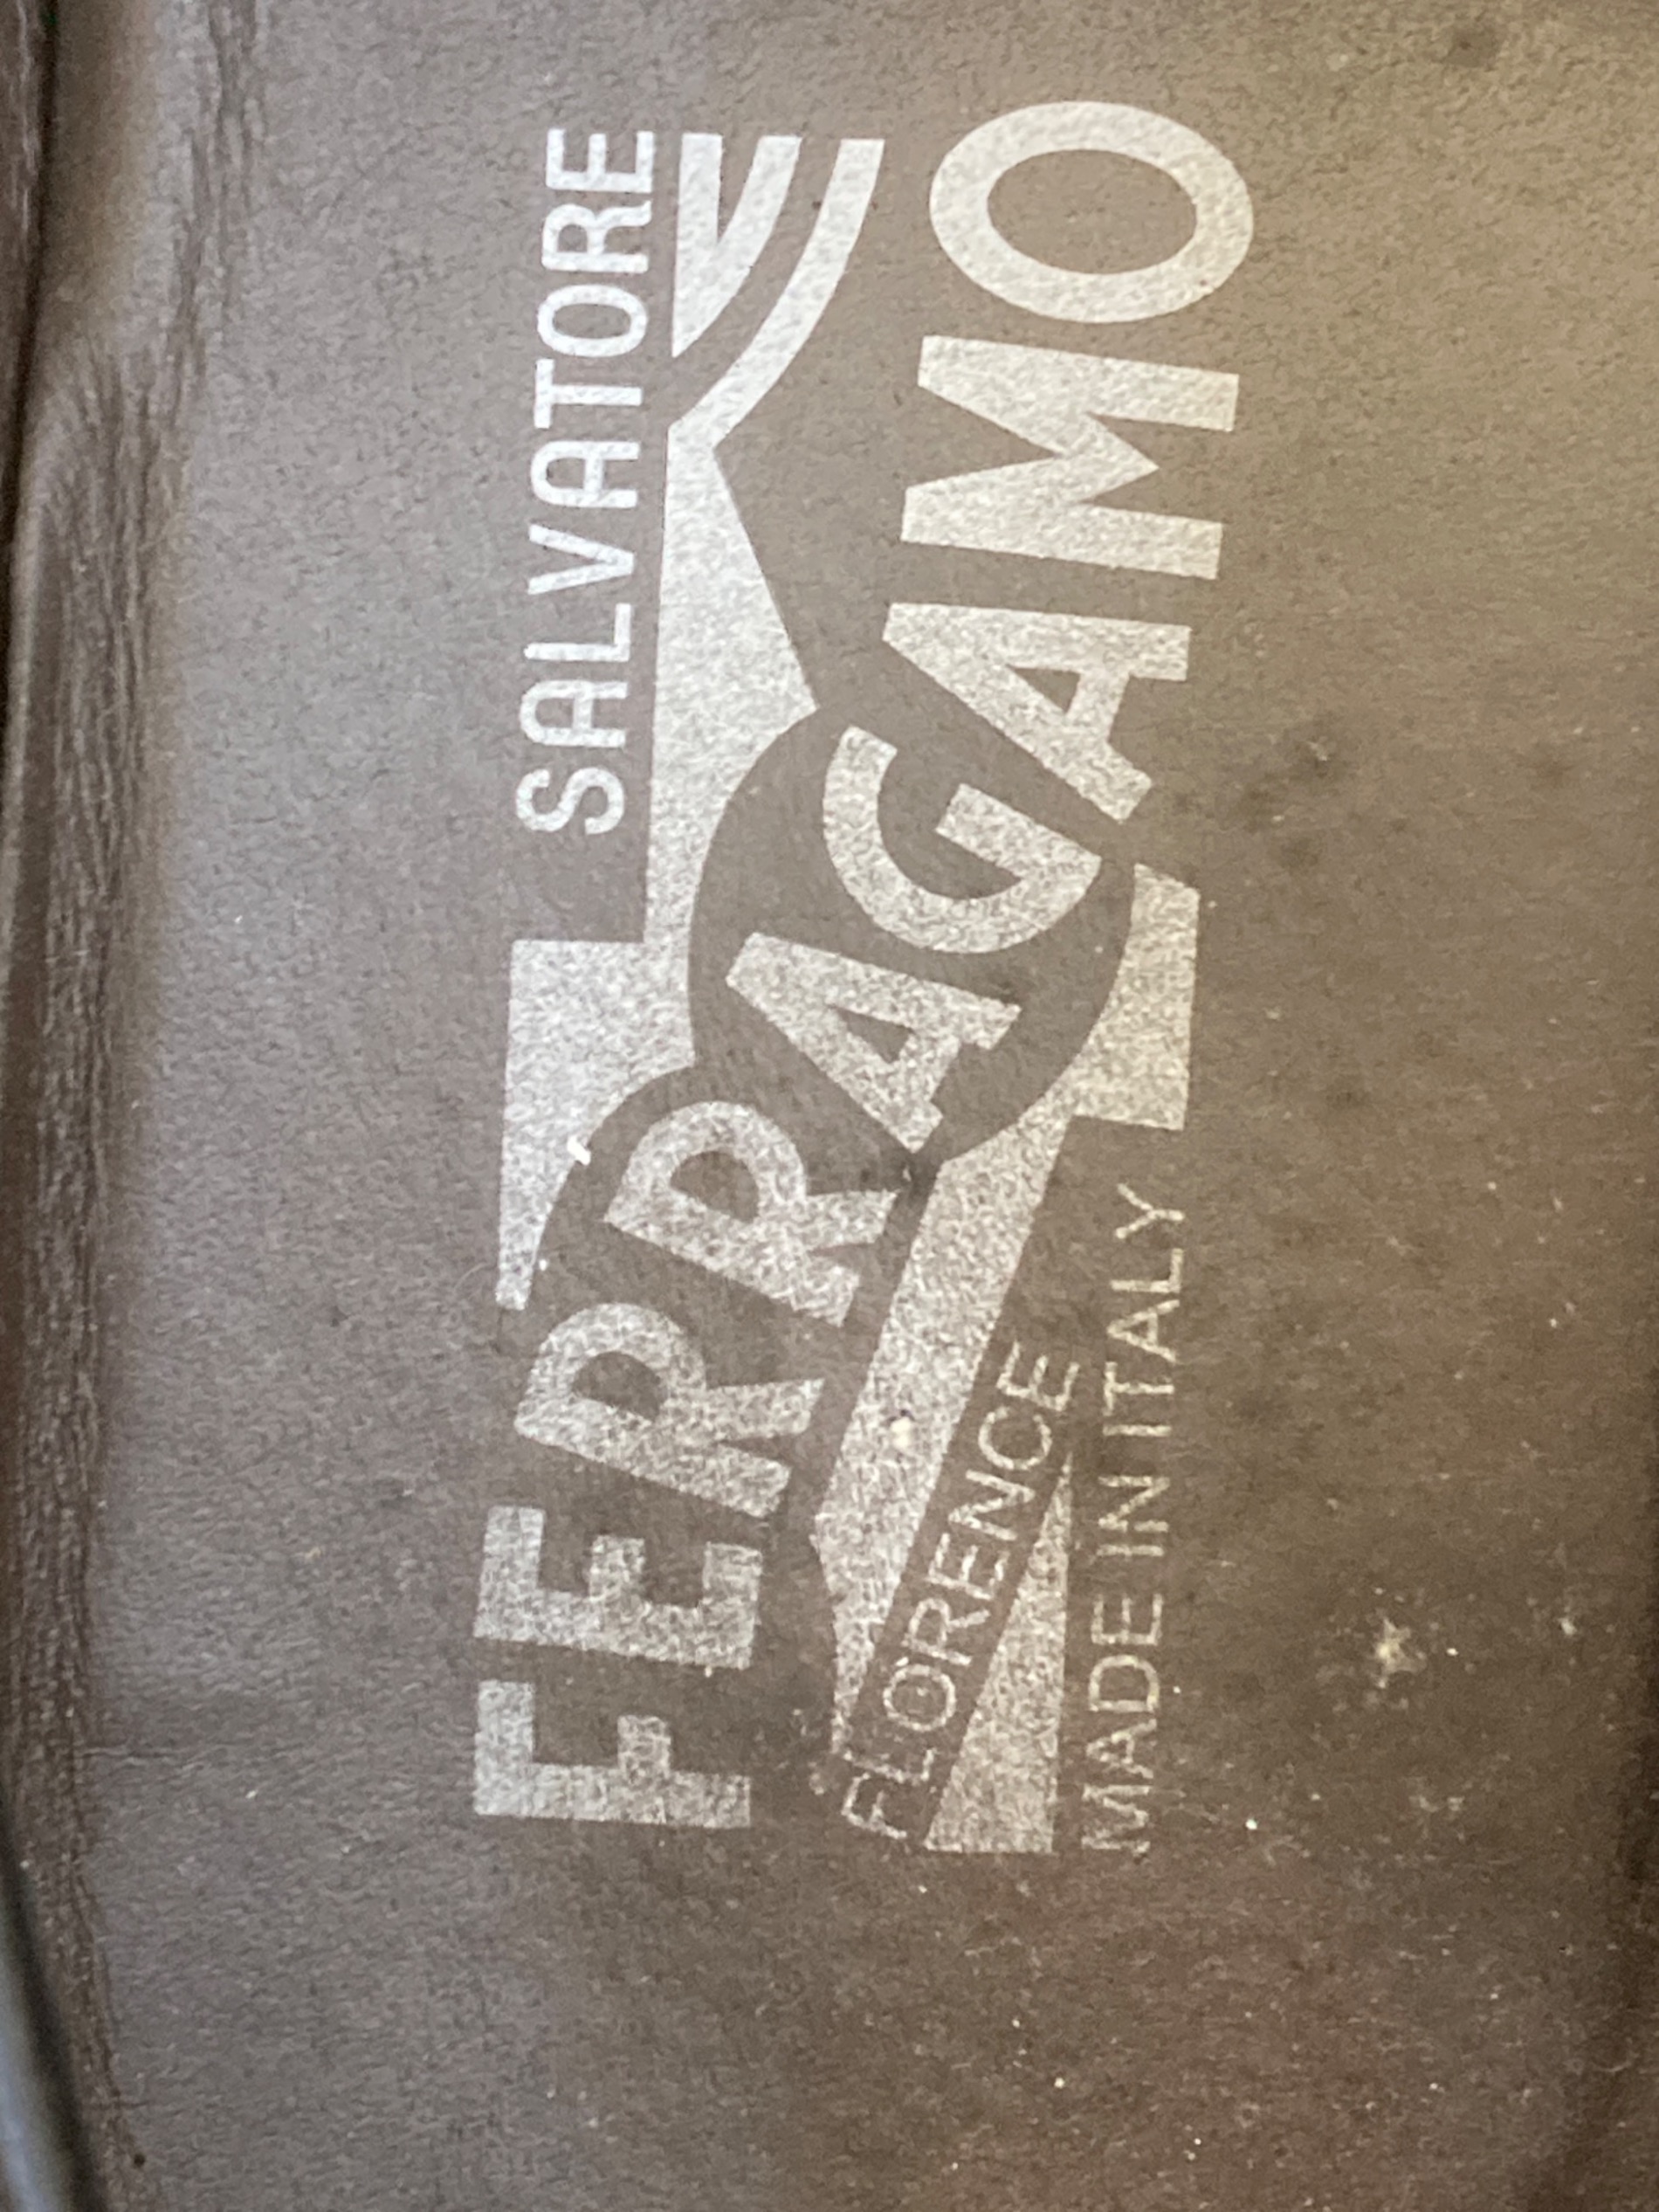 SALVATORE
FERRAGAMO
FLORENCE
MADE IN ITALY